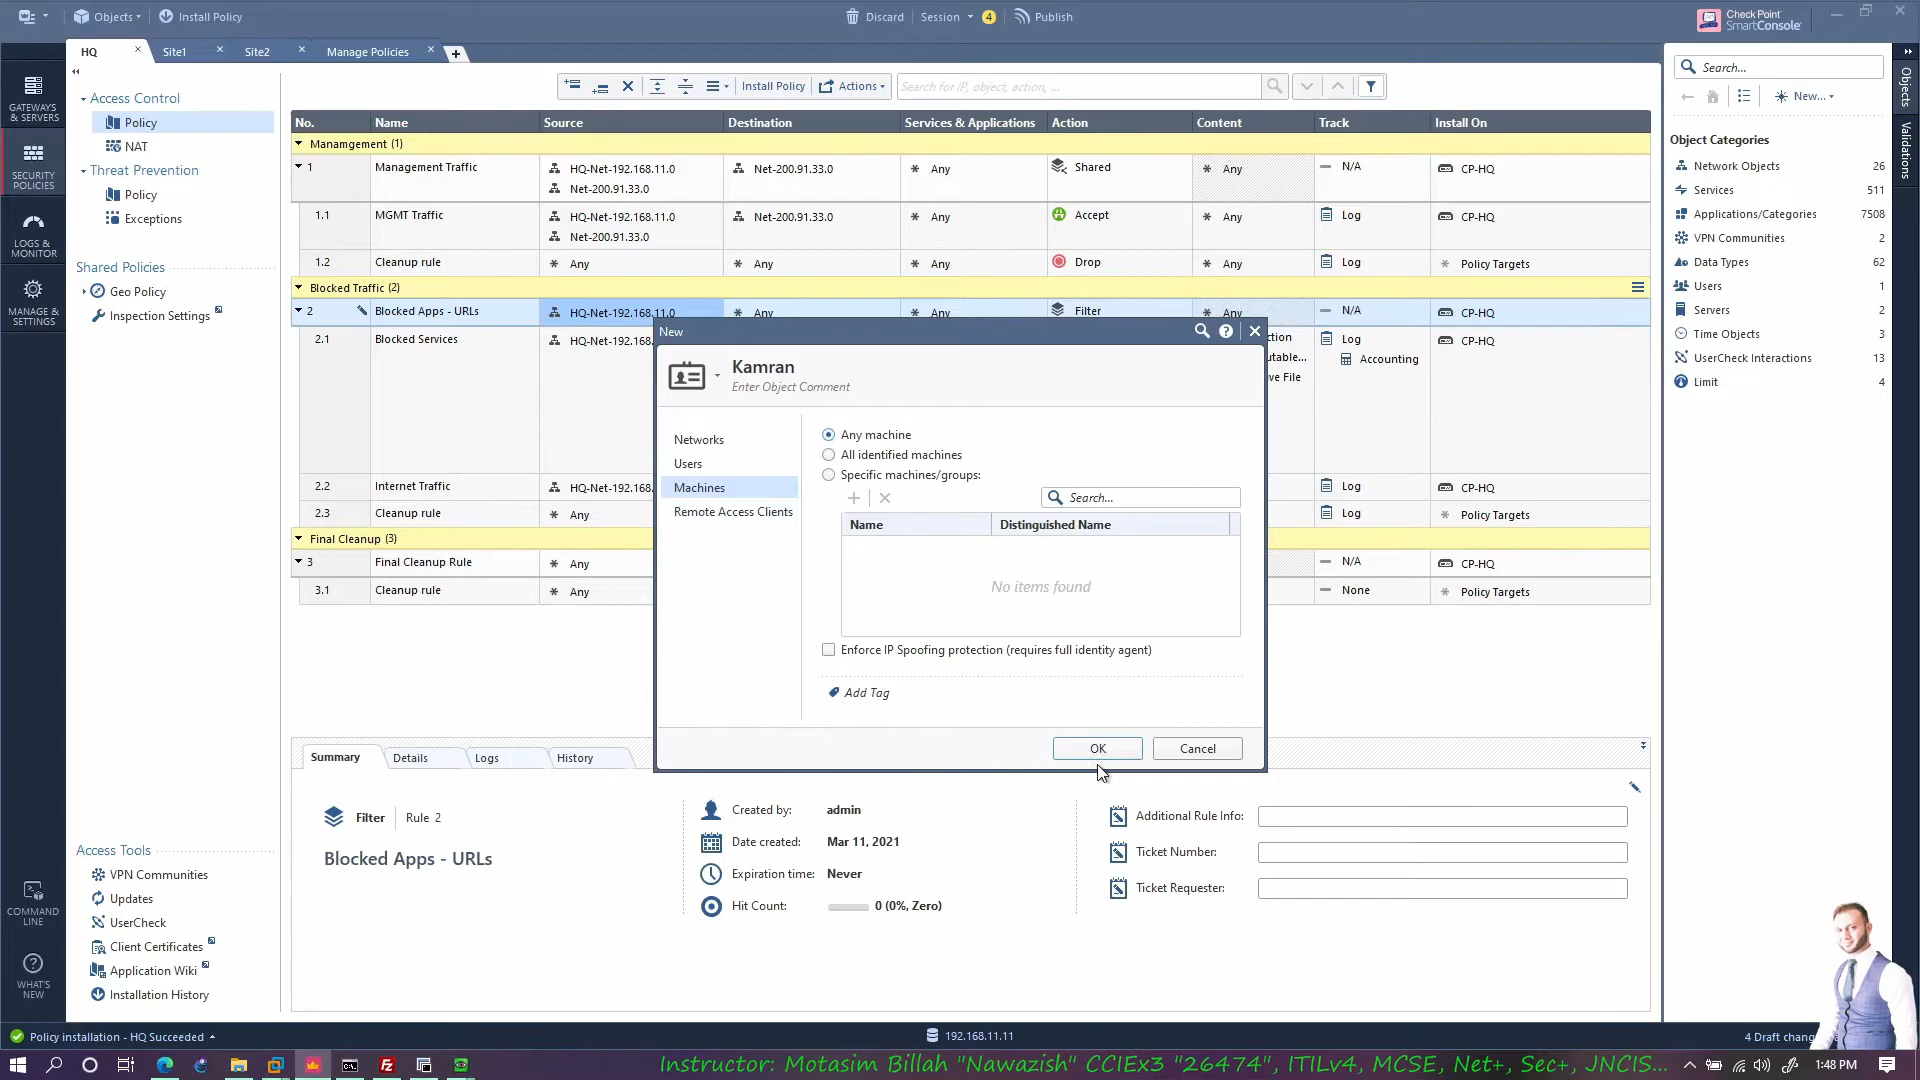 Objects
Install Policy
Discard
Session
4
Publish
Check Point
SmartConsole
HQ
Site1
Site2
Manage Policies
GATEWAYS
& SERVERS
SECURITY
POLICIES
LOGS &
MONITOR
MANAGE &
SETTINGS
COMMAND
LINE
WHAT'S
NEW
Access Control
Policy
NAT
Threat Prevention
Policy
Exceptions
Shared Policies
Geo Policy
Inspection Settings
Access Tools
VPN Communities
Updates
UserCheck
Client Certificates
Application Wiki
Installation History
Install Policy
Actions
Search for IP, object, action, ...
No. Name Source Destination Services & Applications Action Content Track Install On
Manamgement (1)
1 Management Traffic HQ-Net-192.168.11.0 Net-200.91.33.0 Any Shared Any N/A CP-HQ
Net-200.91.33.0
1.1 MGMT Traffic HQ-Net-192.168.11.0 Net-200.91.33.0 Any Accept Any Log CP-HQ
Net-200.91.33.0
1.2 Cleanup rule Any Any Any Drop Any Log Policy Targets
Blocked Traffic (2)
2 Blocked Apps - URLs HQ-Net-192.168.11.0 Any Any Filter Any N/A CP-HQ
2.1 Blocked Services HQ-Net-192.168. ction Log CP-HQ
utable... Accounting
ve File
2.2 Internet Traffic HQ-Net-192.168. Log CP-HQ
2.3 Cleanup rule Any Log Policy Targets
Final Cleanup (3)
3 Final Cleanup Rule Any N/A CP-HQ
3.1 Cleanup rule Any None Policy Targets
New
Kamran
Enter Object Comment
Networks
Users
Machines
Remote Access Clients
Any machine
All identified machines
Specific machines/groups:
Search...
Name Distinguished Name
No items found
Enforce IP Spoofing protection (requires full identity agent)
Add Tag
OK Cancel
Summary Details Logs History
Filter Rule 2
Blocked Apps - URLs
Created by: admin
Date created: Mar 11, 2021
Expiration time: Never
Hit Count: 0 (0%, Zero)
Additional Rule Info:
Ticket Number:
Ticket Requester:
Search...
New...
Object Categories
Network Objects 26
Services 511
Applications/Categories 7508
VPN Communities 2
Data Types 62
Users 1
Servers 2
Time Objects 3
UserCheck Interactions 13
Limit 4
Objects
Validations
Policy installation - HQ Succeeded
192.168.11.11
4 Draft chang
Instructor: Motasim Billah "Nawazish" CCIEx3 "26474", ITILv4, MCSE, Net+, Sec+, JNCIS...
1:48 PM